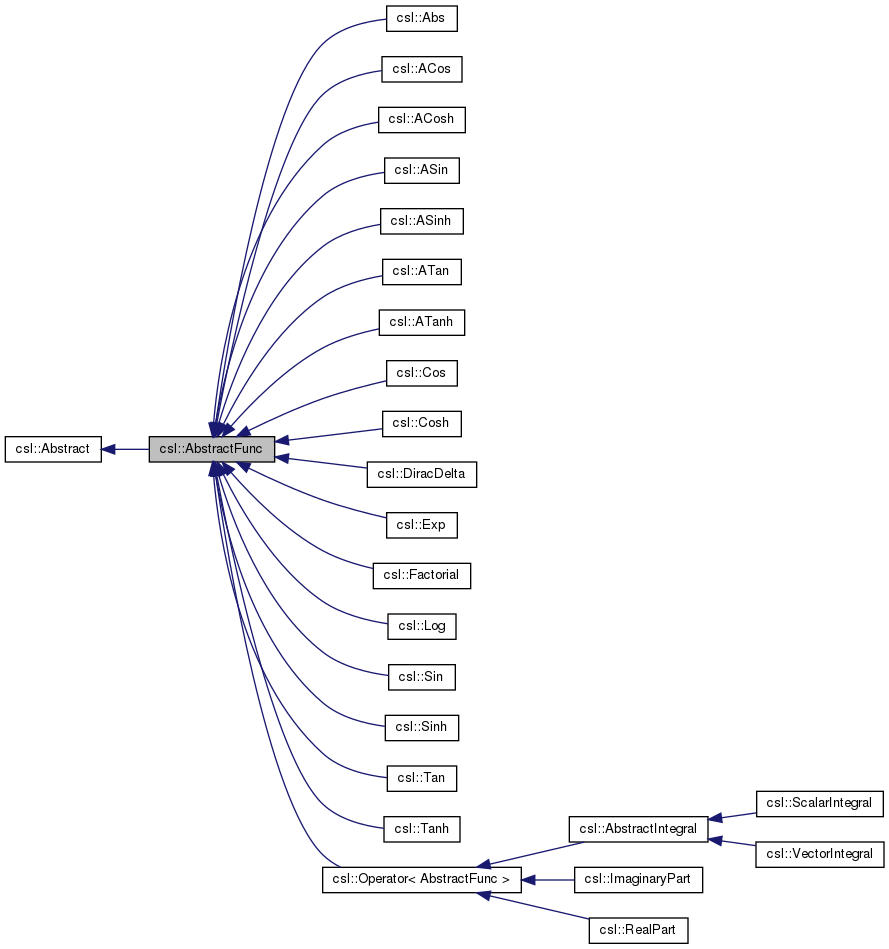 csl::Abs
csl::ACos
csl::ACosh
csl::ASin
csl::ASinh
csl::ATan
csl::ATanh
csl::Cos
csl::Cosh
csl::Abstract
csl::AbstractFunc
csl::DiracDelta
csl::Exp
csl::Factorial
csl::Log
csl::Sin
csl::Sinh
csl::Tan
csl::Tanh
csl::Operator< AbstractFunc >
csl::AbstractIntegral
csl::ScalarIntegral
csl::VectorIntegral
csl::ImaginaryPart
csl::RealPart